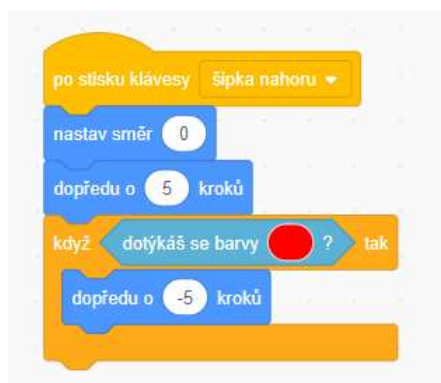 po stisku klávesy šipka nahoru
nastav směr 0
dopředu o 5 kroků
když dotýkáš se barvy ? tak
dopředu o -5 kroků